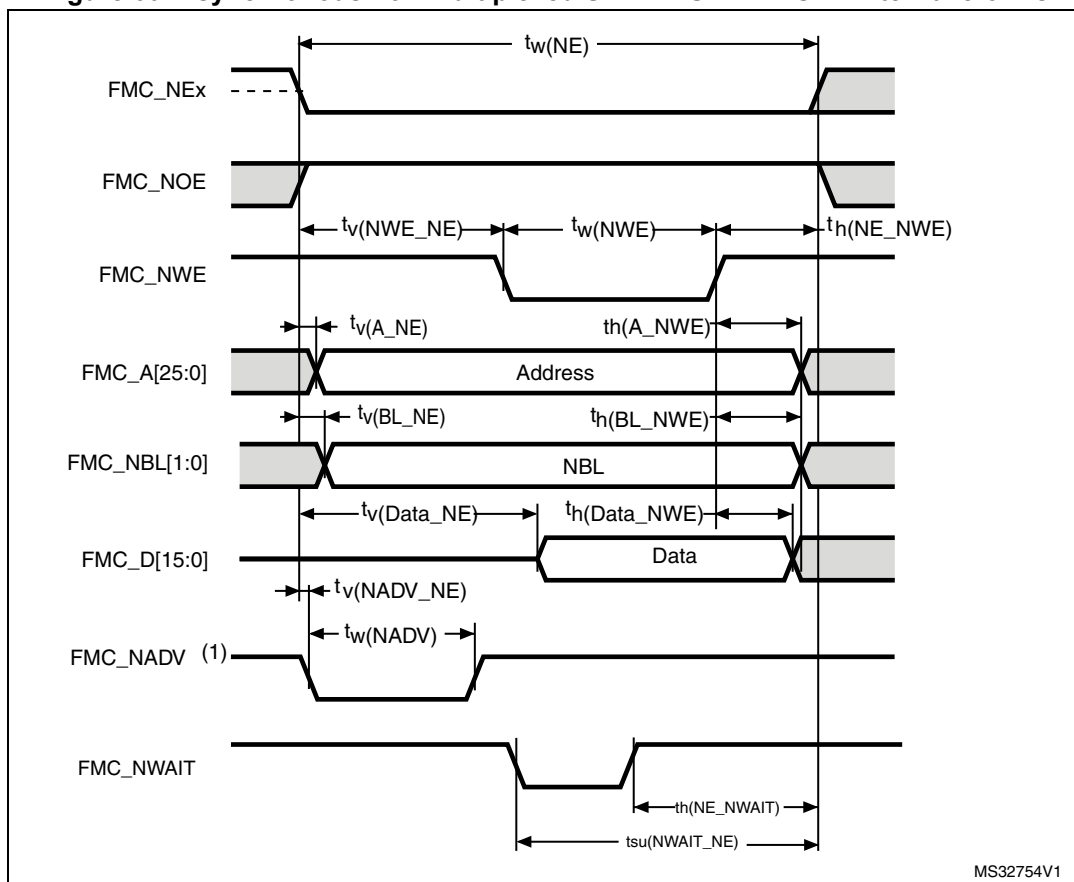 tw(NE)
FMC_NEx
FMC_NOE
tv(NWE_NE) tw(NWE) th(NE_NWE)
FMC_NWE
tv(A_NE) th(A_NWE)
FMC_A[25:0] Address
tv(BL_NE) th(BL_NWE)
FMC_NBL[1:0] NBL
tv(Data_NE) th(Data_NWE)
FMC_D[15:0] Data
tv(NADV_NE)
tw(NADV)
FMC_NADV (1)
FMC_NWAIT
th(NE_NWAIT)
tsu(NWAIT_NE)
MS32754V1